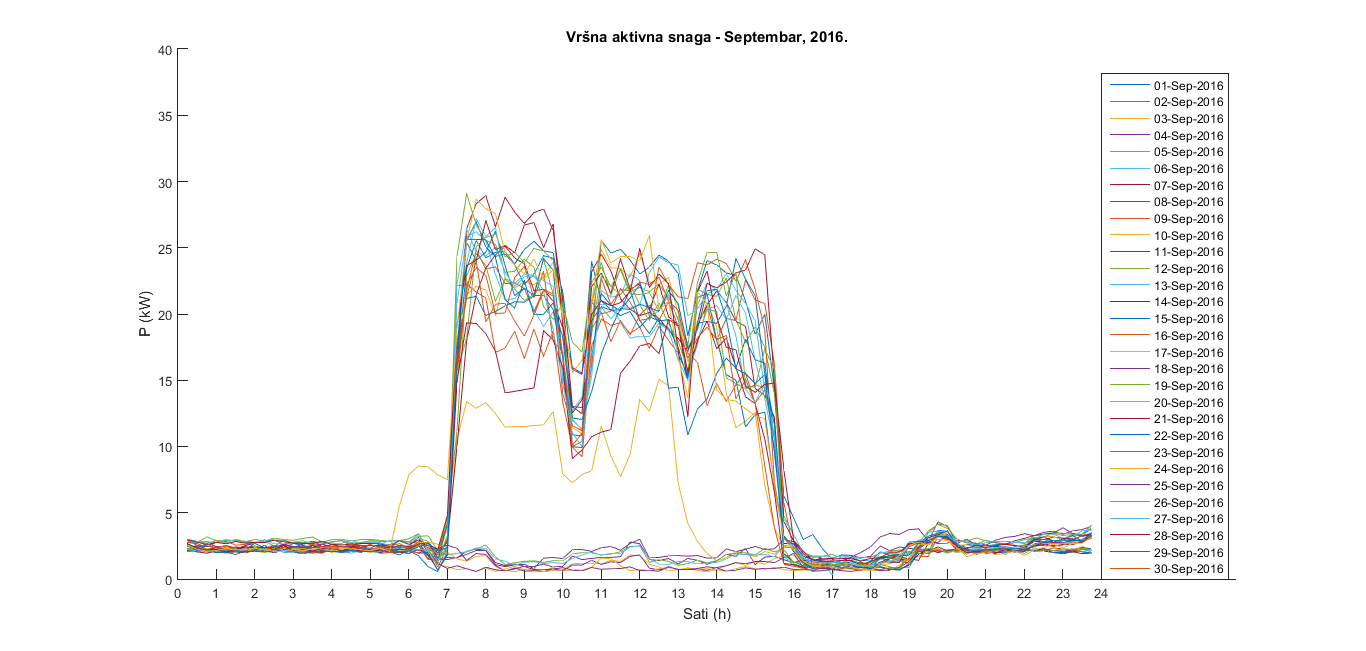 Vršna aktivna snaga - Septembar, 2016.
40
35
30
25
20
15
10
5
0
P (kW)
0 1 2 3 4 5 6 7 8 9 10 11 12 13 14 15 16 17 18 19 20 21 22 23 24
Sati (h)
01-Sep-2016
02-Sep-2016
03-Sep-2016
04-Sep-2016
05-Sep-2016
06-Sep-2016
07-Sep-2016
08-Sep-2016
09-Sep-2016
10-Sep-2016
11-Sep-2016
12-Sep-2016
13-Sep-2016
14-Sep-2016
15-Sep-2016
16-Sep-2016
17-Sep-2016
18-Sep-2016
19-Sep-2016
20-Sep-2016
21-Sep-2016
22-Sep-2016
23-Sep-2016
24-Sep-2016
25-Sep-2016
26-Sep-2016
27-Sep-2016
28-Sep-2016
29-Sep-2016
30-Sep-2016